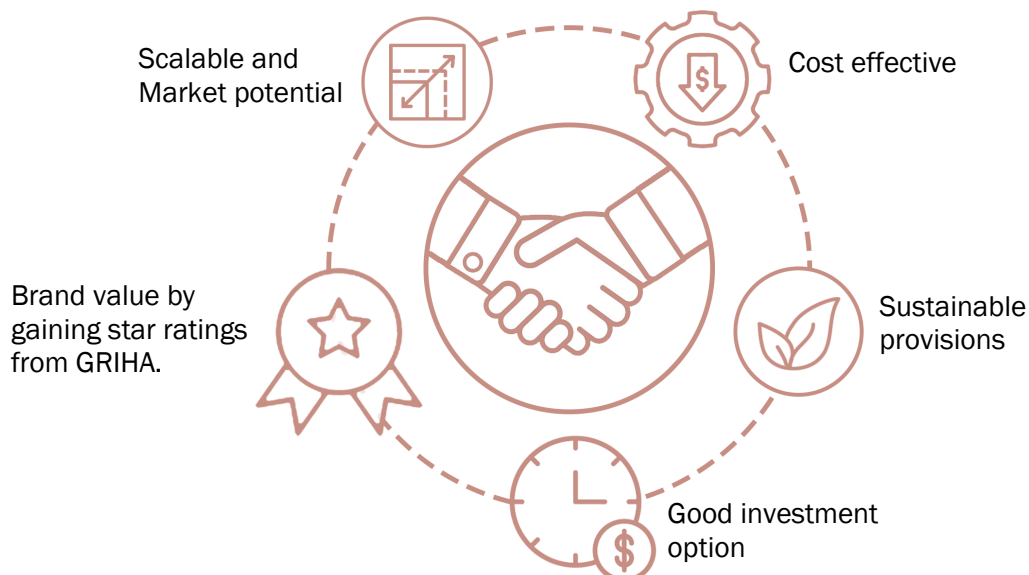 Scalable and
Market potential
Cost effective
Brand value by
gaining star ratings
from GRIHA.
Sustainable
provisions
Good investment
option
$
$